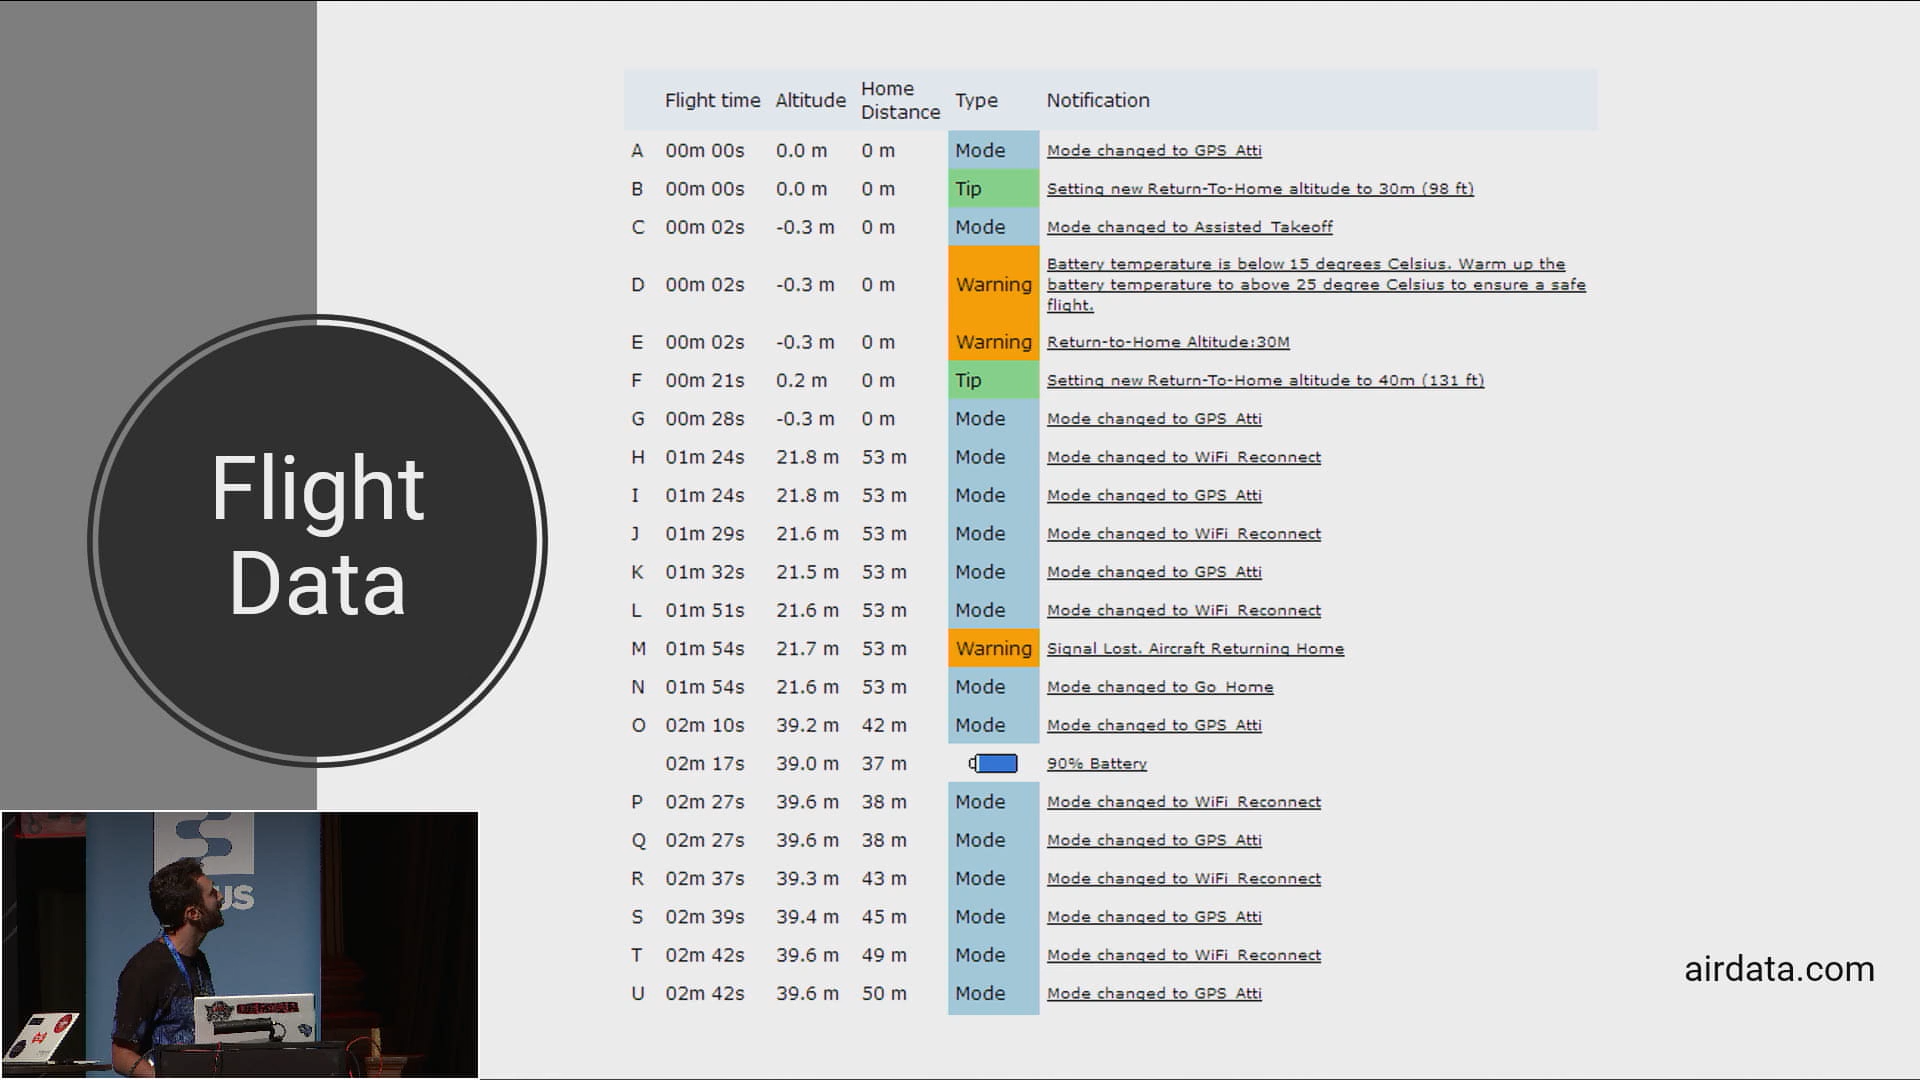 Flight
Data
Flight time Altitude Home Distance Type Notification
A 00m 00s 0.0 m 0 m Mode Mode changed to GPS_Atti
B 00m 00s 0.0 m 0 m Tip Setting new Return-To-Home altitude to 30m (98 ft)
C 00m 02s -0.3 m 0 m Mode Mode changed to Assisted_Takeoff
D 00m 02s -0.3 m 0 m Warning Battery temperature is below 15 degrees Celsius. Warm up the
battery temperature to above 25 degree Celsius to ensure a safe
flight.
E 00m 02s -0.3 m 0 m Warning Return-to-Home Altitude:30M
F 00m 21s 0.2 m 0 m Tip Setting new Return-To-Home altitude to 40m (131 ft)
G 00m 28s -0.3 m 0 m Mode Mode changed to GPS_Atti
H 01m 24s 21.8 m 53 m Mode Mode changed to WiFi_Reconnect
I 01m 24s 21.8 m 53 m Mode Mode changed to GPS_Atti
J 01m 29s 21.6 m 53 m Mode Mode changed to WiFi_Reconnect
K 01m 32s 21.5 m 53 m Mode Mode changed to GPS_Atti
L 01m 51s 21.6 m 53 m Mode Mode changed to WiFi_Reconnect
M 01m 54s 21.7 m 53 m Warning Signal Lost. Aircraft Returning Home
N 01m 54s 21.6 m 53 m Mode Mode changed to Go_Home
O 02m 10s 39.2 m 42 m Mode Mode changed to GPS_Atti
02m 17s 39.0 m 37 m 90% Battery
P 02m 27s 39.6 m 38 m Mode Mode changed to WiFi_Reconnect
Q 02m 27s 39.6 m 38 m Mode Mode changed to GPS_Atti
R 02m 37s 39.3 m 43 m Mode Mode changed to WiFi_Reconnect
S 02m 39s 39.4 m 45 m Mode Mode changed to GPS_Atti
T 02m 42s 39.6 m 49 m Mode Mode changed to WiFi_Reconnect
U 02m 42s 39.6 m 50 m Mode Mode changed to GPS_Atti
airdata.com